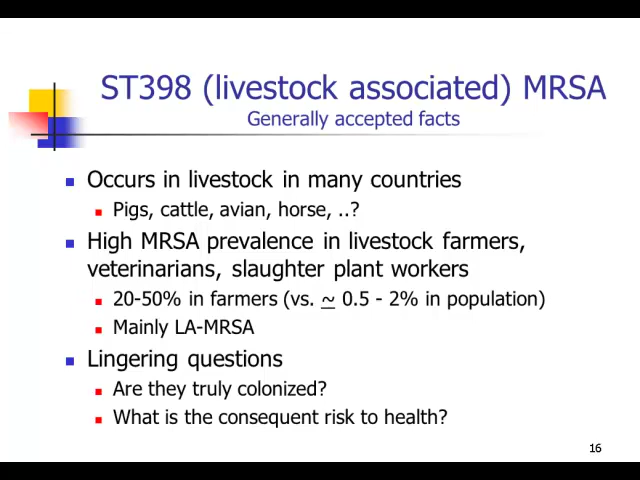 ST398 (livestock associated) MRSA
Generally accepted facts
Occurs in livestock in many countries
Pigs, cattle, avian, horse, ..?
High MRSA prevalence in livestock farmers,
veterinarians, slaughter plant workers
20-50% in farmers (vs. ~ 0.5 - 2% in population)
Mainly LA-MRSA
Lingering questions
Are they truly colonized?
What is the consequent risk to health?
16